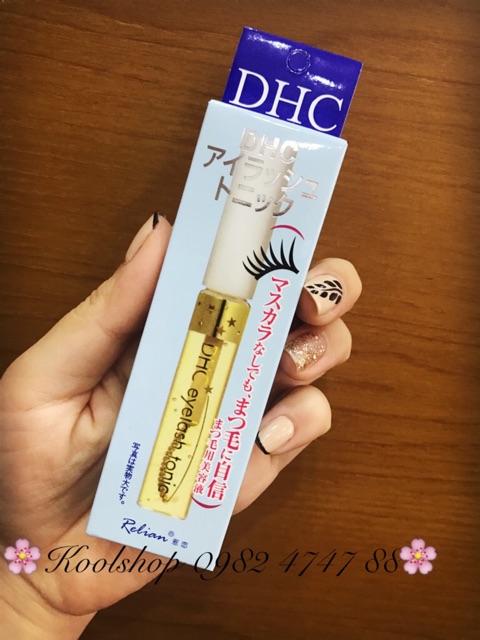 DHC
DHC
アイラッシュ
トニック
マスカラなしでも、まつ毛に自信
まつ毛用美容液
DHC eyelash tonic
写真は実物大です。
Relian®
Koolshop 0982 4747 88